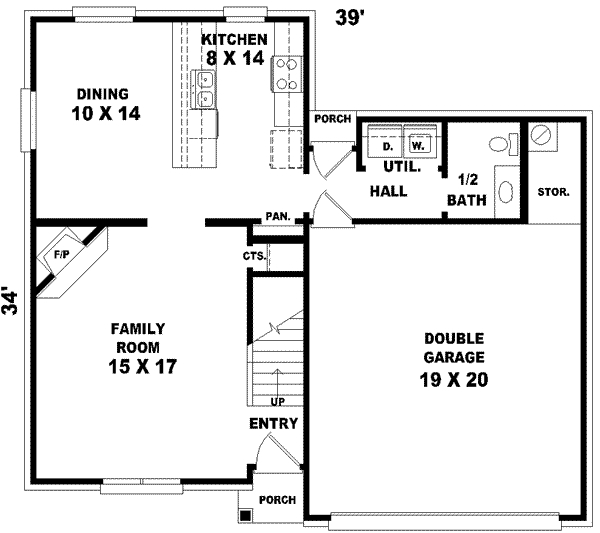 39'
KITCHEN
8 X 14
DINING
10 X 14
PORCH
D.
W.
UTIL.
HALL
1/2
BATH
STOR.
PAN.
F/P
CTS.
34'
FAMILY
ROOM
15 X 17
DOUBLE
GARAGE
19 X 20
UP
ENTRY
PORCH